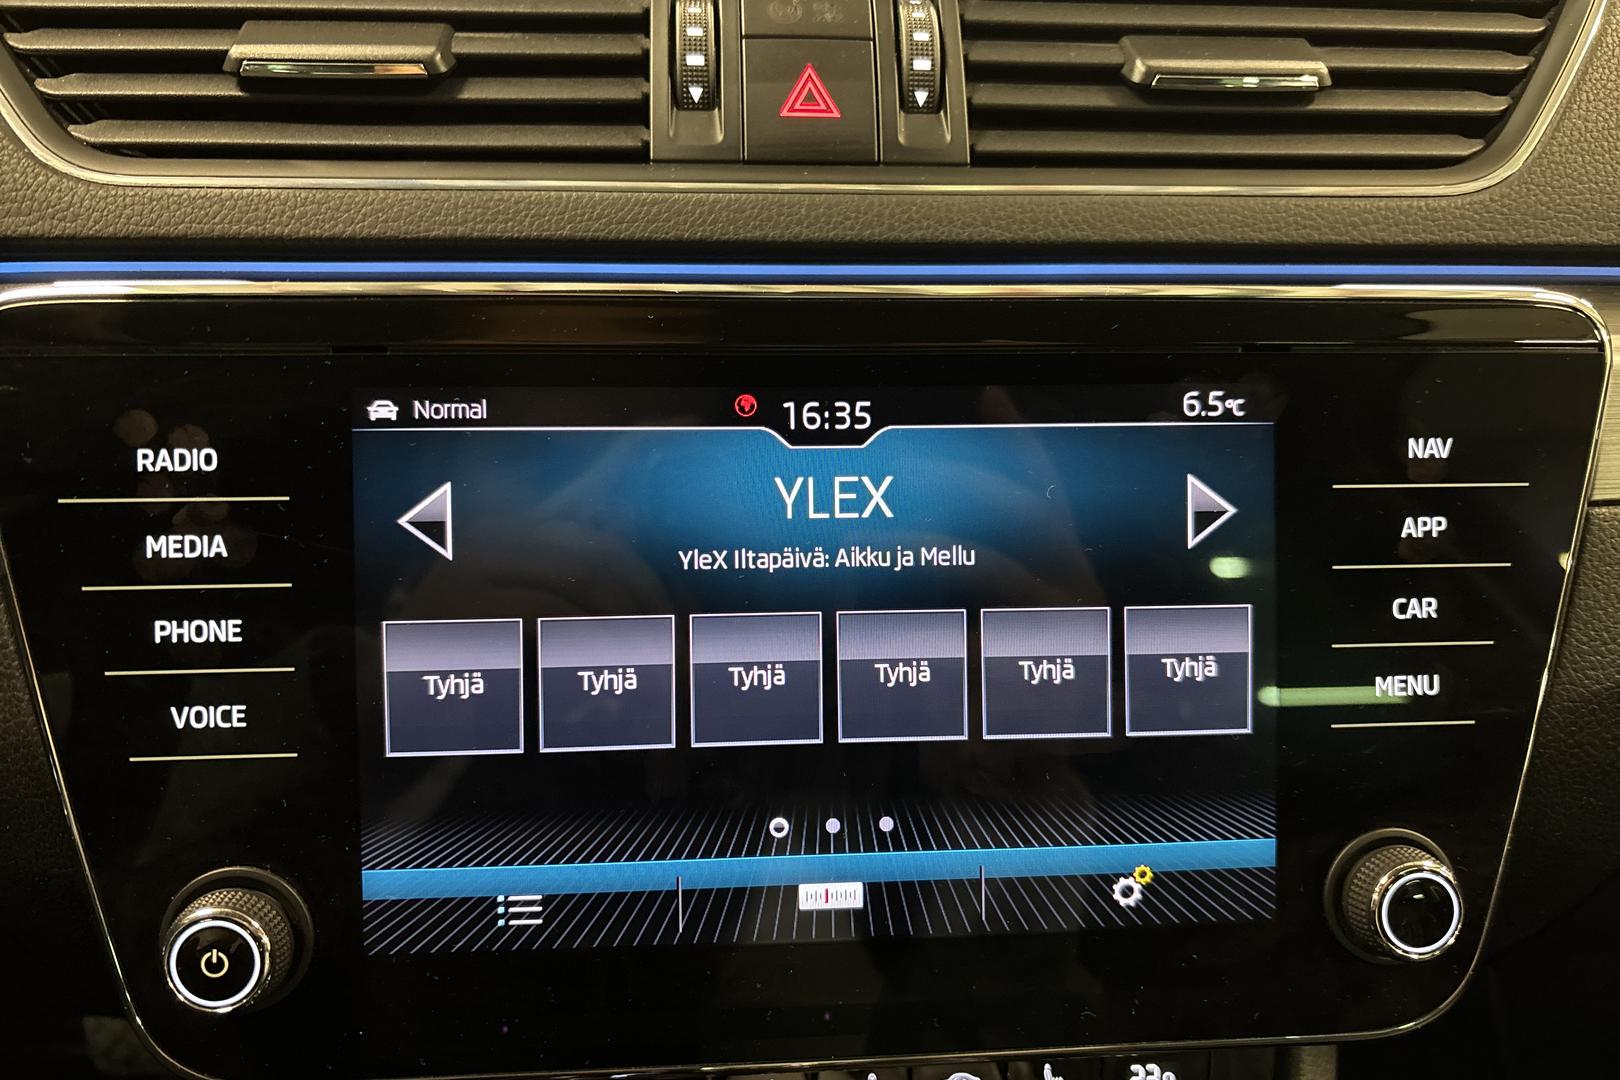 Normal
16:35
6.5°C
RADIO
MEDIA
PHONE
VOICE
YLEX
YleX Iltapäivä: Aikku ja Mellu
Tyhjä Tyhjä Tyhjä Tyhjä Tyhjä Tyhjä
NAV
APP
CAR
MENU